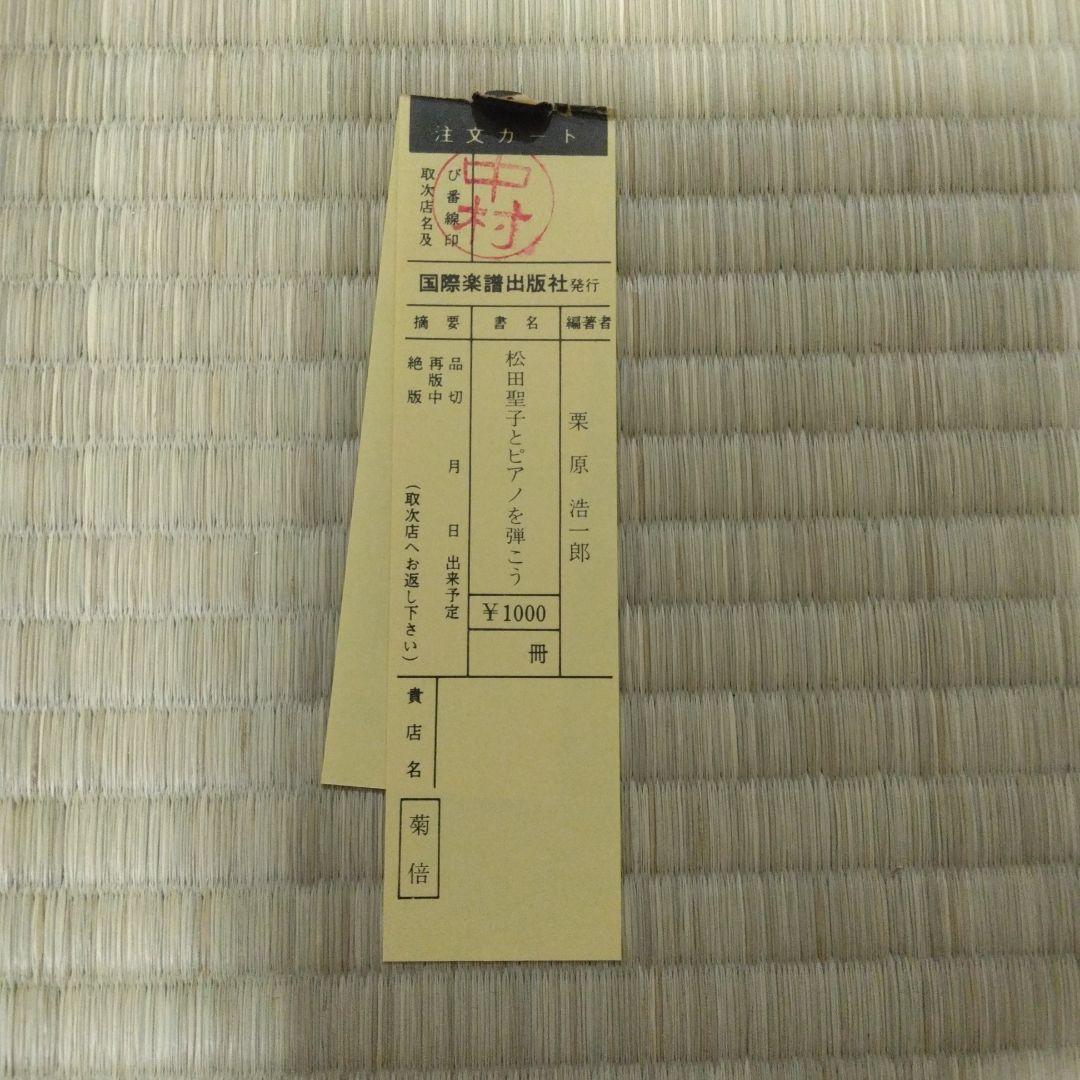 注文カート
取次店名及
び番線印
中村
国際楽譜出版社発行
編著者
栗原浩一郎
書名
松田聖子とピアノを弾こう
￥1000
冊
摘要
品切
再版中
絶版
月 日 出来予定
(取次店へお返し下さい)
貴店名
菊倍